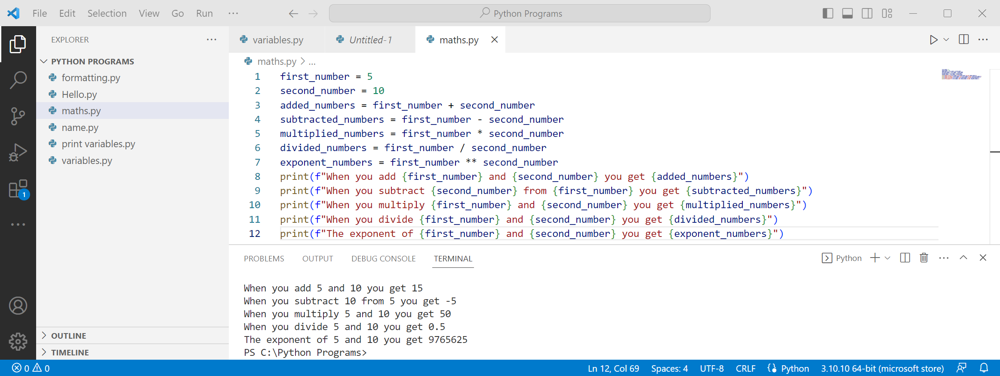 File Edit Selection View Go Run ··· Python Programs
EXPLORER ···
PYTHON PROGRAMS
formatting.py
Hello.py
maths.py
name.py
print variables.py
variables.py
OUTLINE
TIMELINE
1
variables.py Untitled-1 maths.py
maths.py > ...
1 first_number = 5
2 second_number = 10
3 added_numbers = first_number + second_number
4 subtracted_numbers = first_number - second_number
5 multiplied_numbers = first_number * second_number
6 divided_numbers = first_number / second_number
7 exponent_numbers = first_number ** second_number
8 print(f"When you add {first_number} and {second_number} you get {added_numbers}")
9 print(f"When you subtract {second_number} from {first_number} you get {subtracted_numbers}")
10 print(f"When you multiply {first_number} and {second_number} you get {multiplied_numbers}")
11 print(f"When you divide {first_number} and {second_number} you get {divided_numbers}")
12 print(f"The exponent of {first_number} and {second_number} you get {exponent_numbers}")
PROBLEMS OUTPUT DEBUG CONSOLE TERMINAL Python
When you add 5 and 10 you get 15
When you subtract 10 from 5 you get -5
When you multiply 5 and 10 you get 50
When you divide 5 and 10 you get 0.5
The exponent of 5 and 10 you get 9765625
PS C:\Python Programs>
0 0 Ln 12, Col 69 Spaces: 4 UTF-8 CRLF Python 3.10.10 64-bit (microsoft store)